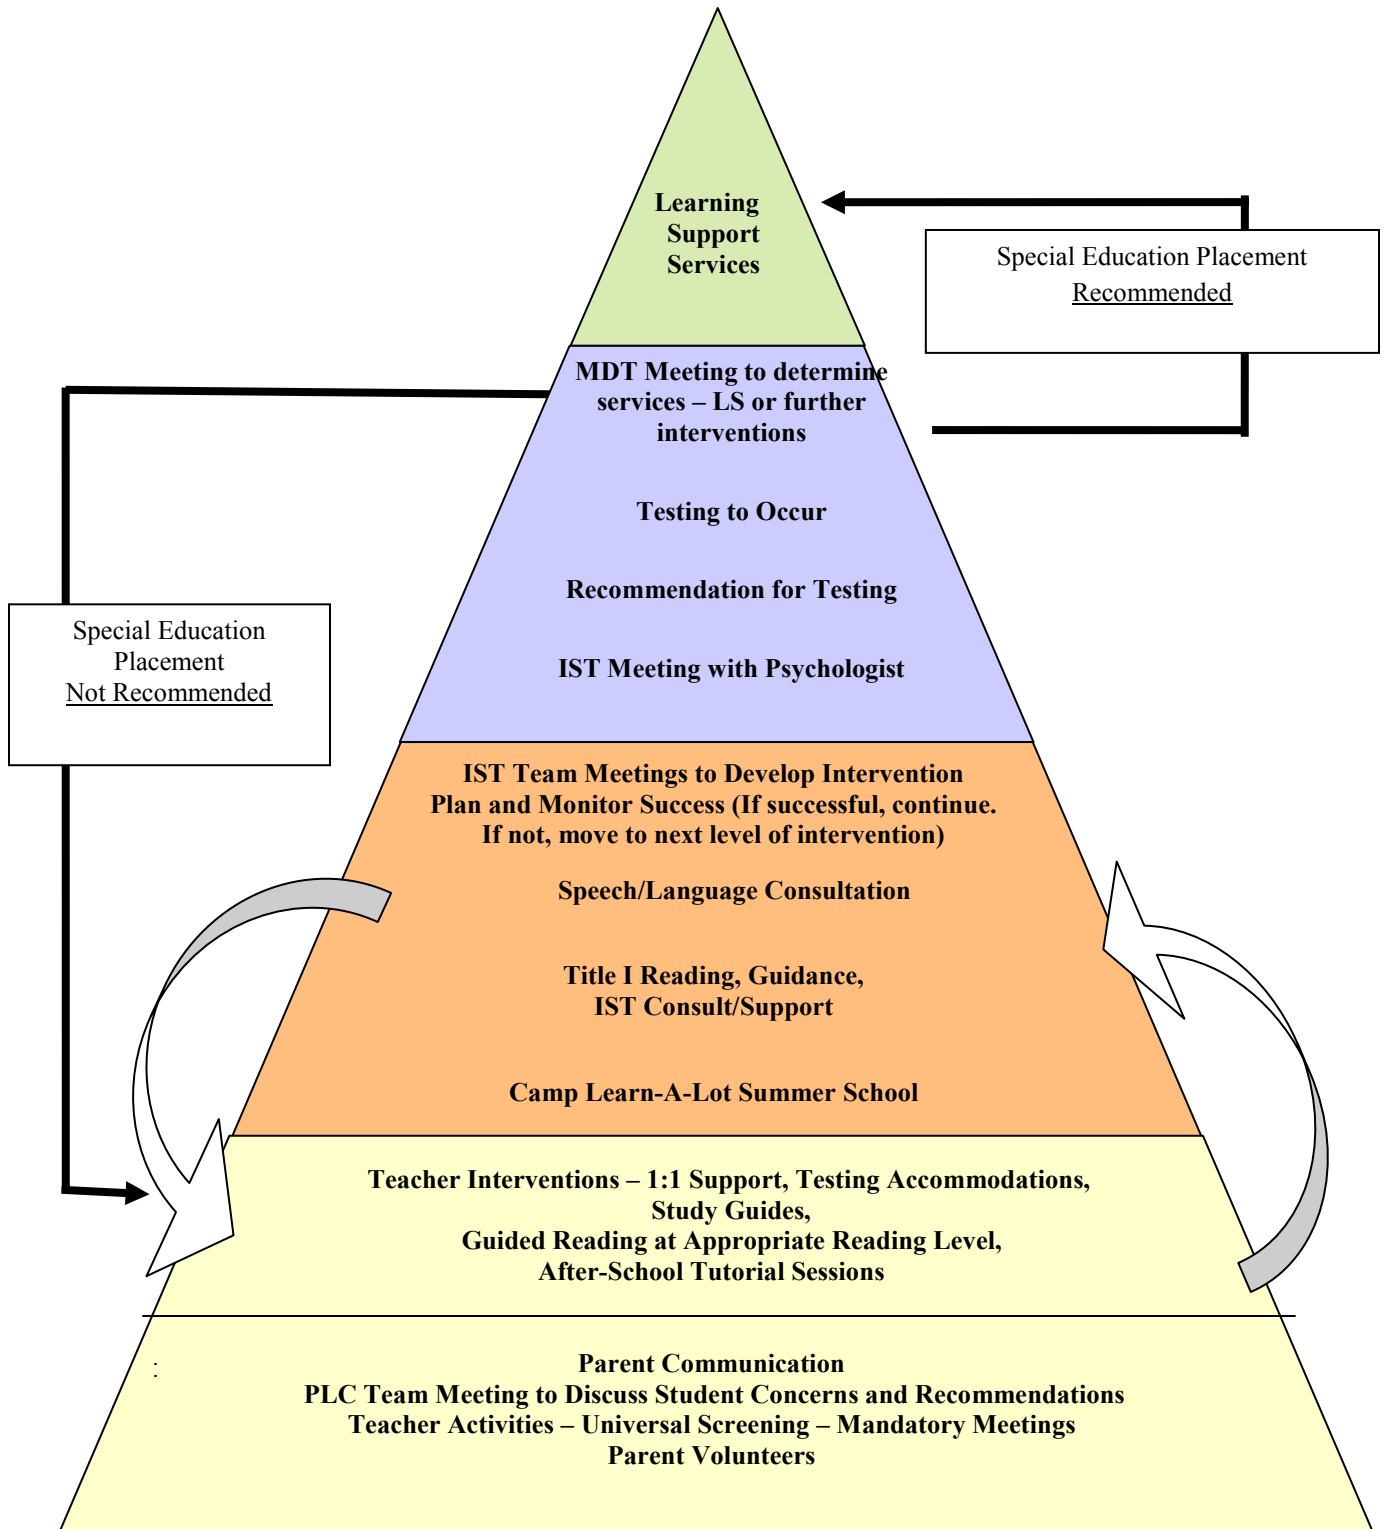 Learning
Support
Services
Special Education Placement
Recommended
MDT Meeting to determine
services – LS or further
interventions
Testing to Occur
Recommendation for Testing
IST Meeting with Psychologist
Special Education
Placement
Not Recommended
IST Team Meetings to Develop Intervention
Plan and Monitor Success (If successful, continue.
If not, move to next level of intervention)
Speech/Language Consultation
Title I Reading, Guidance,
IST Consult/Support
Camp Learn-A-Lot Summer School
Teacher Interventions – 1:1 Support, Testing Accommodations,
Study Guides,
Guided Reading at Appropriate Reading Level,
After-School Tutorial Sessions
:
Parent Communication
PLC Team Meeting to Discuss Student Concerns and Recommendations
Teacher Activities – Universal Screening – Mandatory Meetings
Parent Volunteers